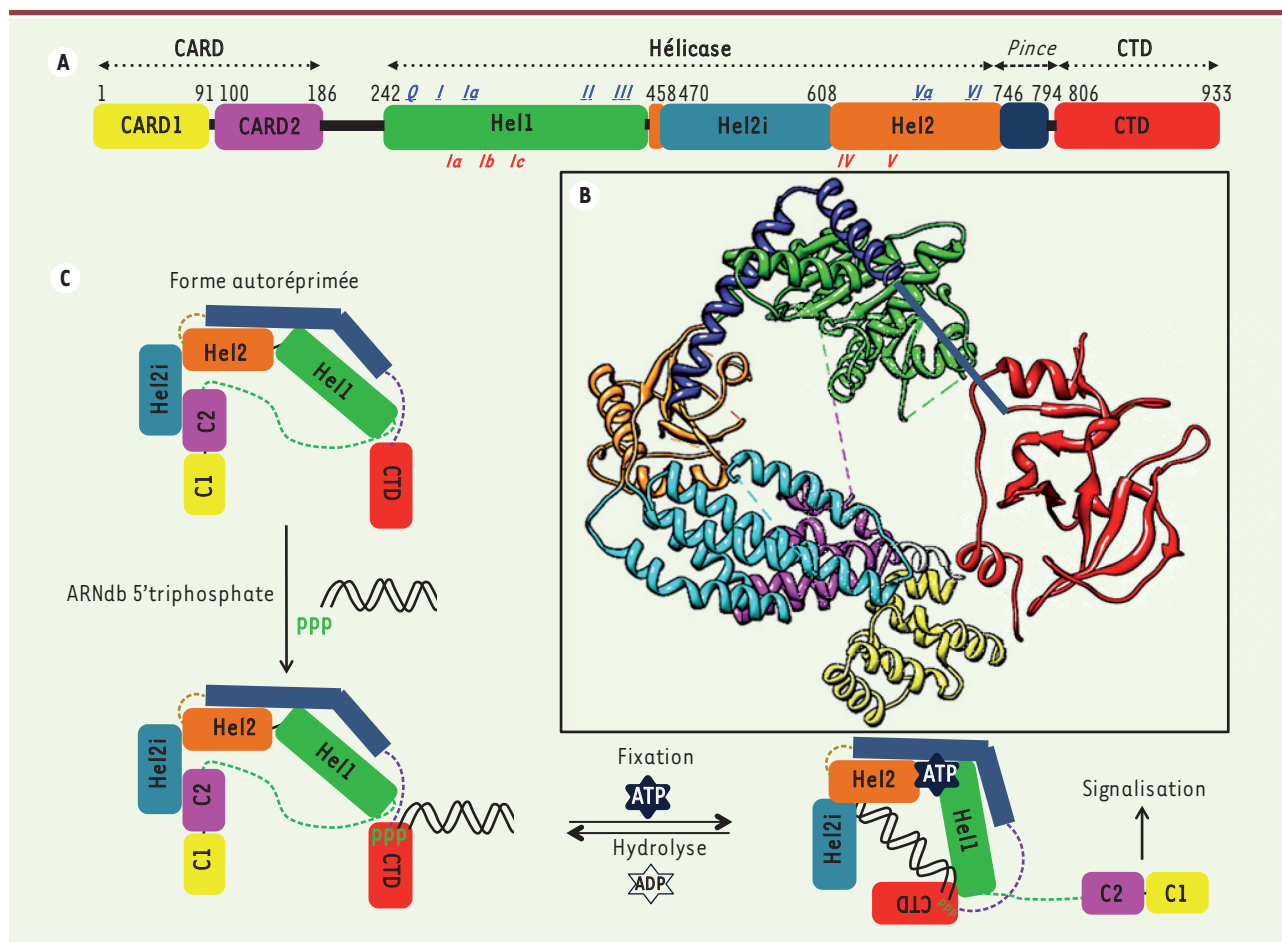 A
CARD
Hélicase
Pince
CTD
1
91 100
186
242
Q
I
Ia
II
III
458 470
608
Va
VI
746
794 806
933
CARD1
CARD2
Hel1
Hel2i
Hel2
CTD
Ia
Ib
Ic
IV
V
B
C
Forme autoréprimée
Hel2
Hel2i
Hel1
C2
C1
CTD
ARNdb 5’triphosphate
ppp
Hel2
Hel2i
Hel1
C2
C1
ppp
CTD
Fixation
ATP
Hydrolyse
ADP
Hel2
ATP
Hel2i
Hel1
CTD
ppp
Signalisation
C2
C1